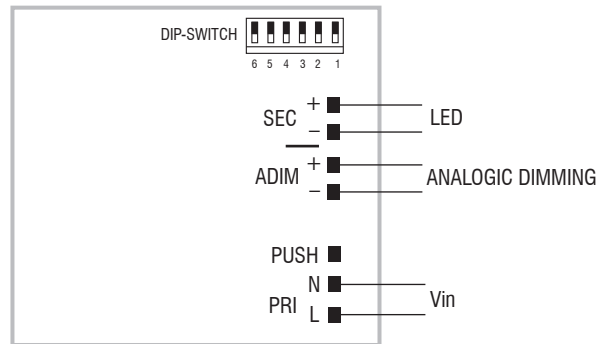 DIP-SWITCH
6 5 4 3 2 1
SEC + −
LED
ADIM + −
ANALOGIC DIMMING
PUSH
PRI N L
Vin